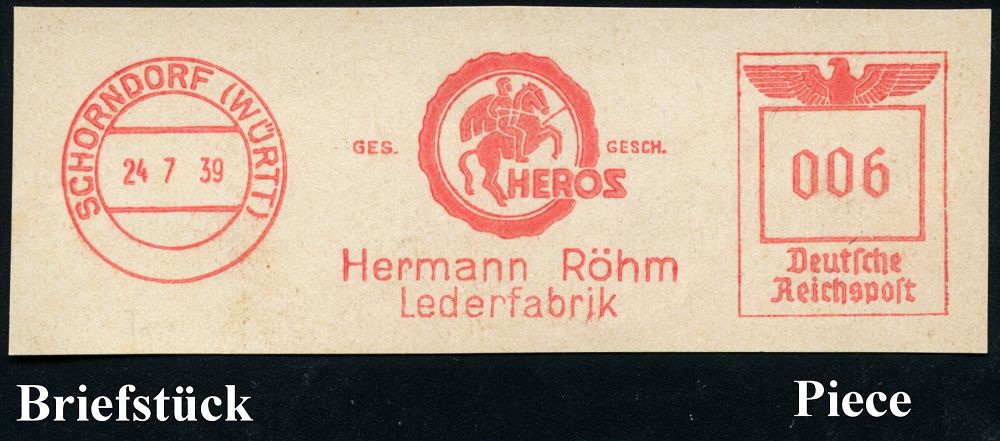 SCHORNDORF (WÜRTT)
24 7 39
GES. GESCH.
HEROS
Hermann Röhm
Lederfabrik
006
Deutsche
Reichspost
Briefstück
Piece